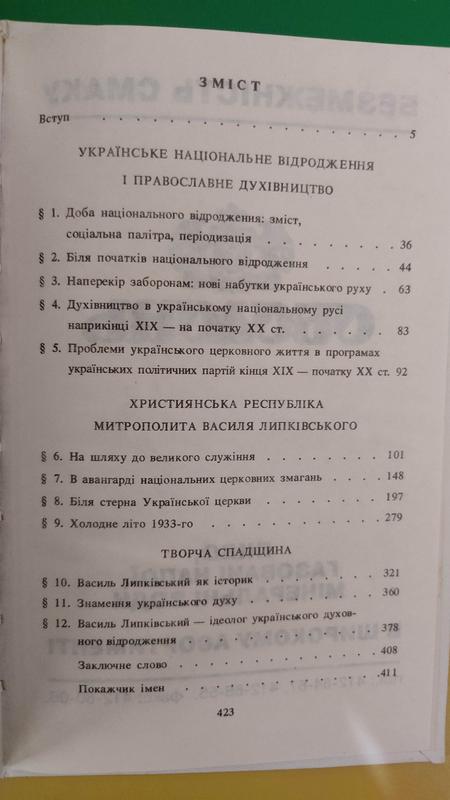 ЗМІСТ
Вступ . . . . . . . . . . . . . . . . . 5
УКРАЇНСЬКЕ НАЦІОНАЛЬНЕ ВІДРОДЖЕННЯ
І ПРАВОСЛАВНЕ ДУХІВНИЦТВО
§ 1. Доба національного відродження: зміст,
соціальна палітра, періодизація . . . . . . . . 36
§ 2. Біля початків національного відродження . . . . . 44
§ 3. Наперекір заборонам: нові набутки українського руху . 63
§ 4. Духівництво в українському національному русі
наприкінці XIX — на початку XX ст. . . . . . . 83
§ 5. Проблеми українського церковного життя в програмах
українських політичних партій кінця XIX — початку XX ст. 92
ХРИСТИЯНСЬКА РЕСПУБЛІКА
МИТРОПОЛИТА ВАСИЛЯ ЛИПКІВСЬКОГО
§ 6. На шляху до великого служіння . . . . . . . 101
§ 7. В авангарді національних церковних змагань . . . . 148
§ 8. Біля стерна Української церкви . . . . . . . 197
§ 9. Холодне літо 1933-го . . . . . . . . . . 279
ТВОРЧА СПАДЩИНА
§ 10. Василь Липківський як історик . . . . . . . 321
§ 11. Знамення українського духу . . . . . . . . 360
§ 12. Василь Липківський — ідеолог українського духов-
ного відродження . . . . . . . . . . . 378
Заключне слово . . . . . . . . . . . . 408
Покажчик імен . . . . . . . . . . . . 411
423
БЕЗМЕЖНІСТЬ СМАКУ
ГАЗОВАНІ НАПОЇ